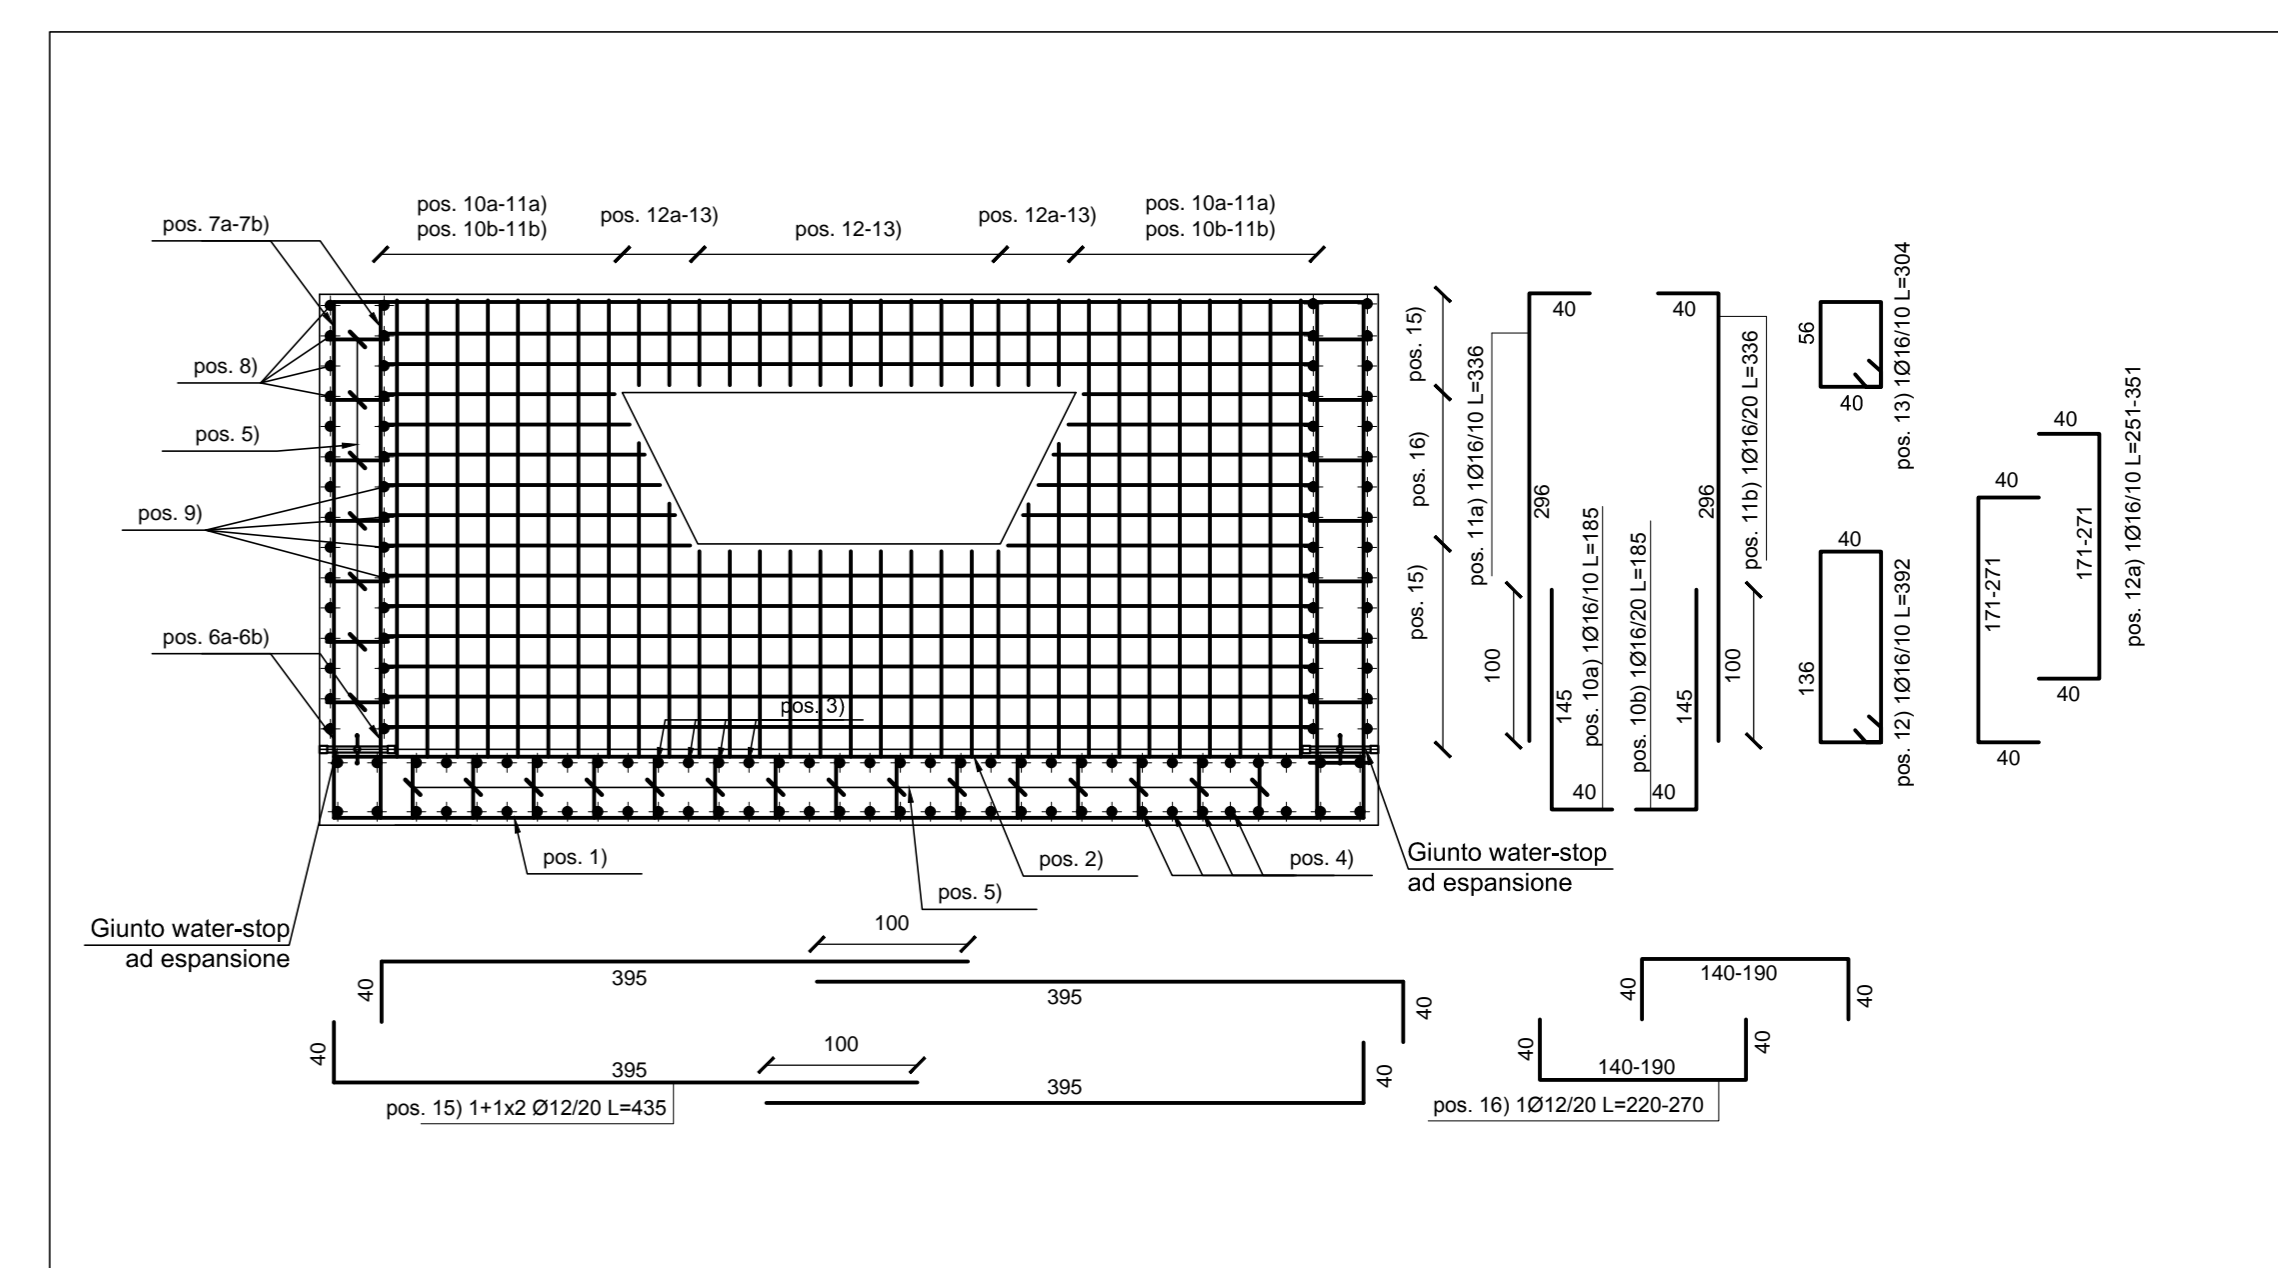 pos. 10a-11a)
pos. 10b-11b)
pos. 12a-13)
pos. 12-13)
pos. 12a-13)
pos. 10a-11a)
pos. 10b-11b)
pos. 7a-7b)
pos. 8)
pos. 5)
pos. 9)
pos. 6a-6b)
pos. 3)
pos. 1)
pos. 2)
pos. 5)
pos. 4)
Giunto water-stop
ad espansione
Giunto water-stop
ad espansione
pos. 15)
pos. 16)
pos. 15)
40
40
pos. 11a) 1Ø16/10 L=336
296
296
pos. 11b) 1Ø16/20 L=336
100
145
pos. 10a) 1Ø16/10 L=185
pos. 10b) 1Ø16/20 L=185
145
100
40
40
56
40
pos. 13) 1Ø16/10 L=304
40
136
pos. 12) 1Ø16/10 L=392
40
40
171-271
171-271
40
40
pos. 12a) 1Ø16/10 L=251-351
100
40
395
395
40
100
40
395
395
40
pos. 15) 1+1x2 Ø12/20 L=435
40
140-190
40
40
140-190
40
pos. 16) 1Ø12/20 L=220-270